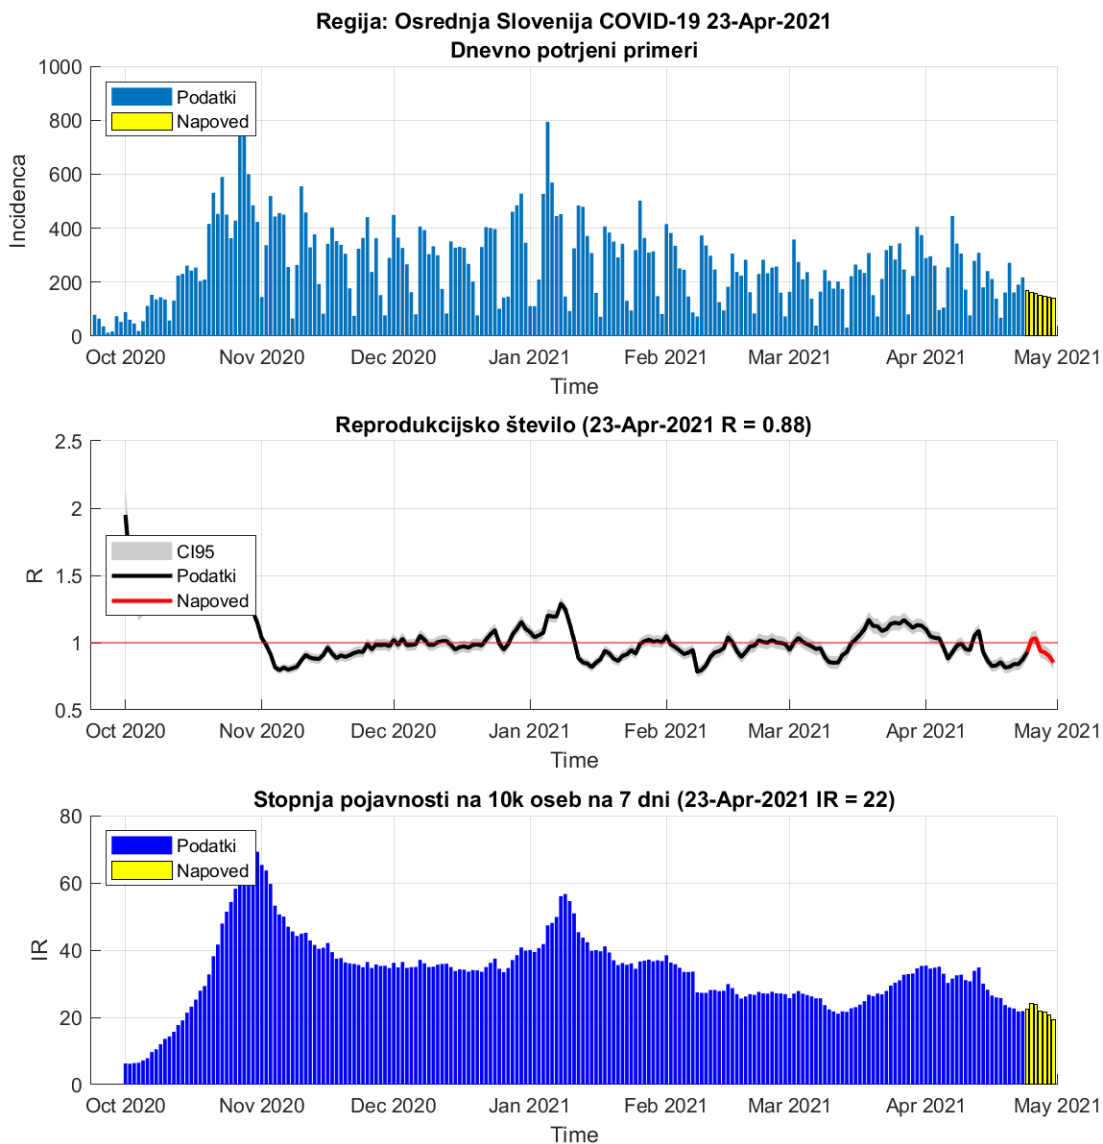 Regija: Osrednja Slovenija COVID-19 23-Apr-2021
Dnevno potrjeni primeri
1000
800
600
400
200
0
Incidenca
Podatki
Napoved
Oct 2020
Nov 2020
Dec 2020
Jan 2021
Feb 2021
Mar 2021
Apr 2021
May 2021
Time
Reprodukcijsko število (23-Apr-2021 R = 0.88)
2.5
2
1.5
1
0.5
R
CI95
Podatki
Napoved
Oct 2020
Nov 2020
Dec 2020
Jan 2021
Feb 2021
Mar 2021
Apr 2021
May 2021
Time
Stopnja pojavnosti na 10k oseb na 7 dni (23-Apr-2021 IR = 22)
80
60
40
20
0
IR
Podatki
Napoved
Oct 2020
Nov 2020
Dec 2020
Jan 2021
Feb 2021
Mar 2021
Apr 2021
May 2021
Time